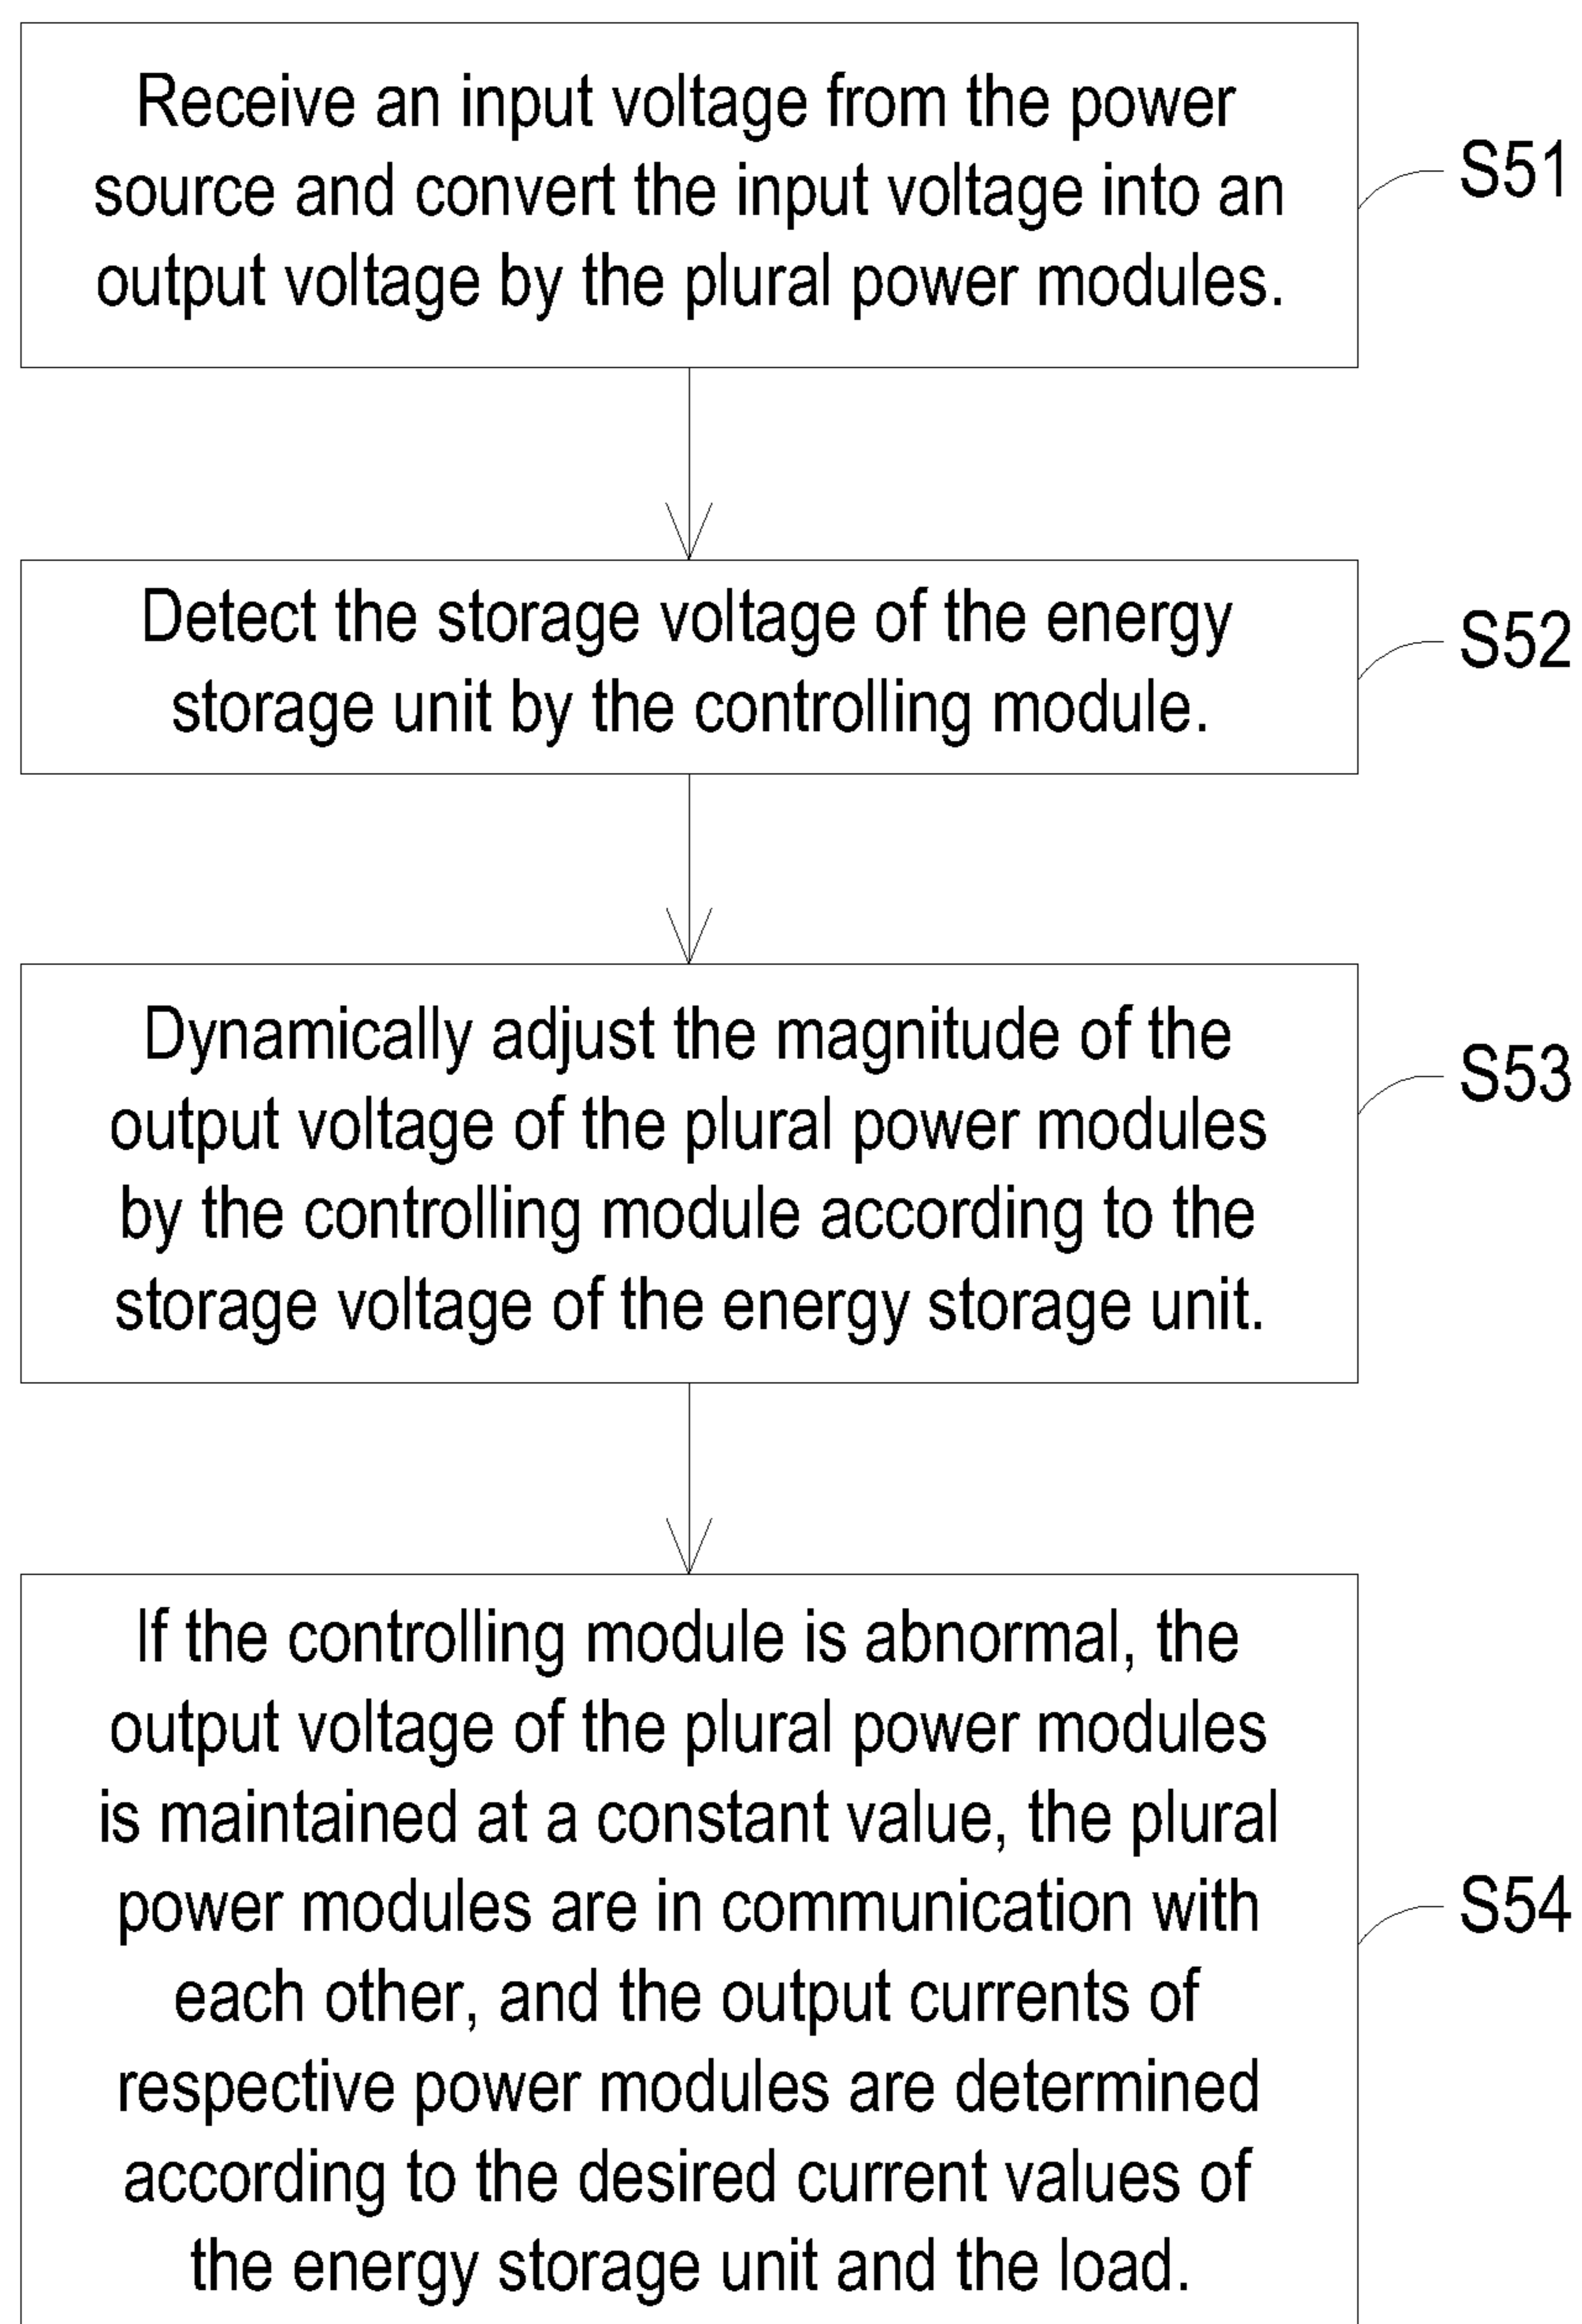 Receive an input voltage from the power
source and convert the input voltage into an
output voltage by the plural power modules.
S51
Detect the storage voltage of the energy
storage unit by the controlling module.
S52
Dynamically adjust the magnitude of the
output voltage of the plural power modules
by the controlling module according to the
storage voltage of the energy storage unit.
S53
If the controlling module is abnormal, the
output voltage of the plural power modules
is maintained at a constant value, the plural
power modules are in communication with
each other, and the output currents of
respective power modules are determined
according to the desired current values of
the energy storage unit and the load.
S54